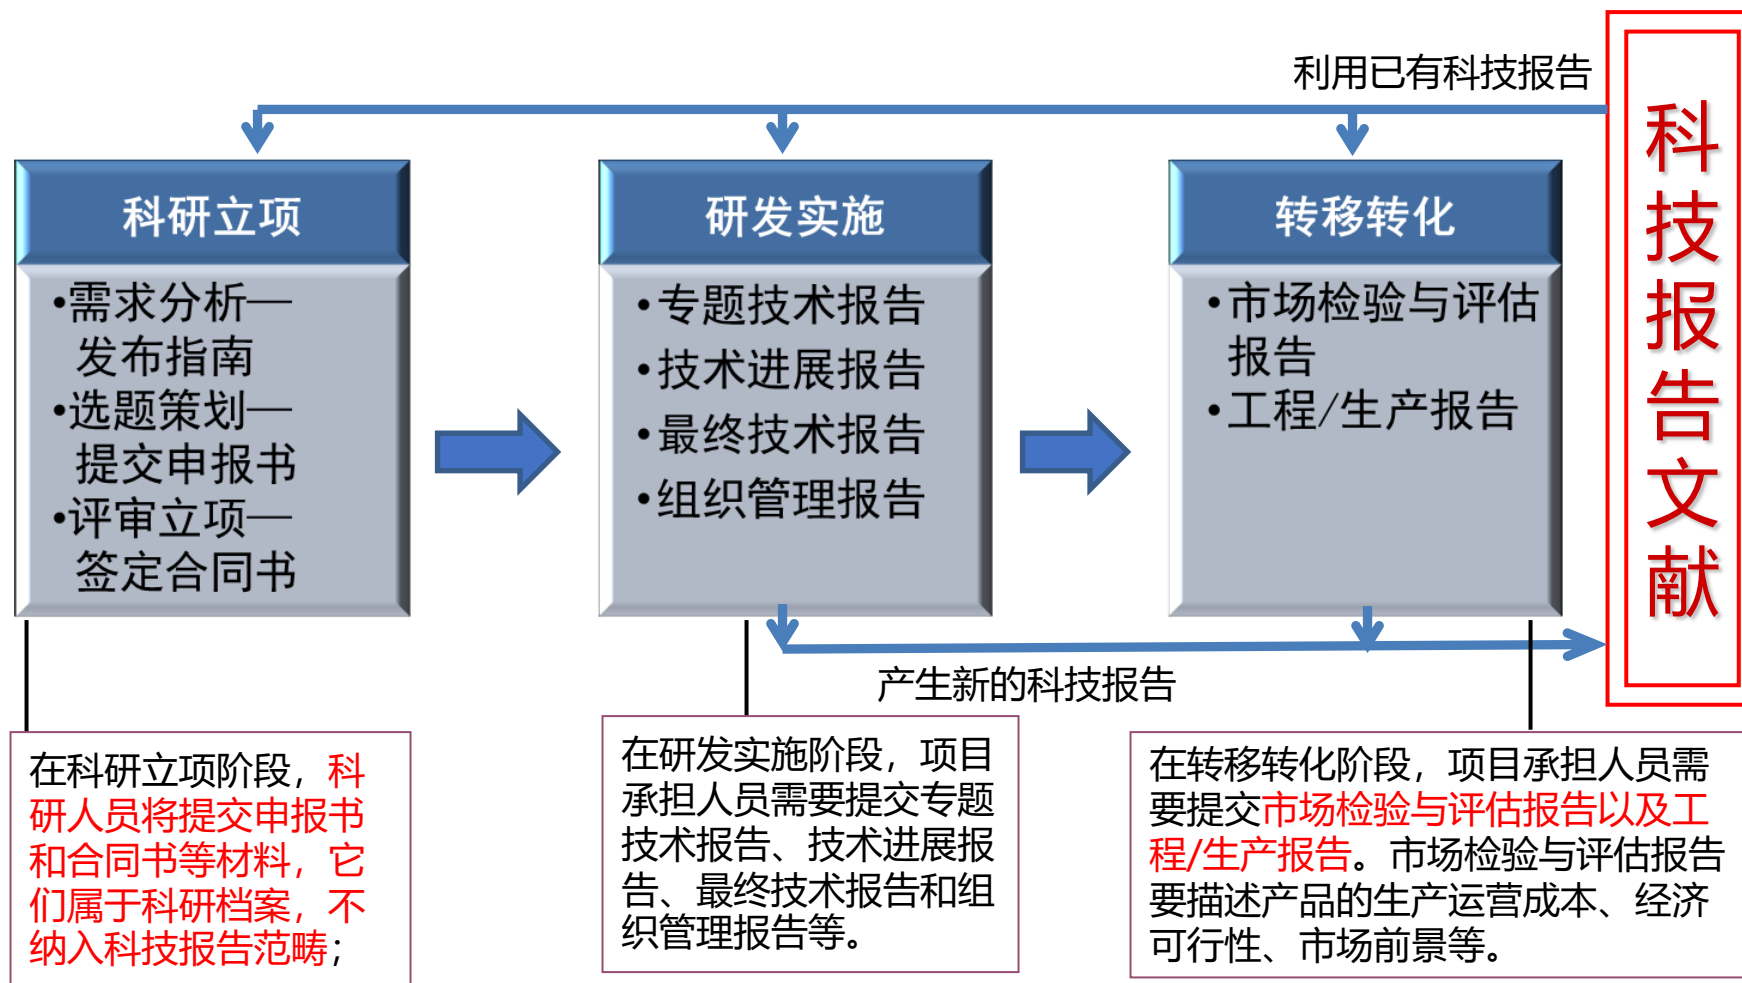 利用已有科技报告
科研立项
•需求分析—
发布指南
•选题策划—
提交申报书
•评审立项—
签定合同书
研发实施
•专题技术报告
•技术进展报告
•最终技术报告
•组织管理报告
转移转化
•市场检验与评估
报告
•工程/生产报告
科
技
报
告
文
献
产生新的科技报告
在科研立项阶段，科
研人员将提交申报书
和合同书等材料，它
们属于科研档案，不
纳入科技报告范畴；
在研发实施阶段，项目
承担人员需要提交专题
技术报告、技术进展报
告、最终技术报告和组
织管理报告等。
在转移转化阶段，项目承担人员需
要提交市场检验与评估报告以及工
程/生产报告。市场检验与评估报告
要描述产品的生产运营成本、经济
可行性、市场前景等。